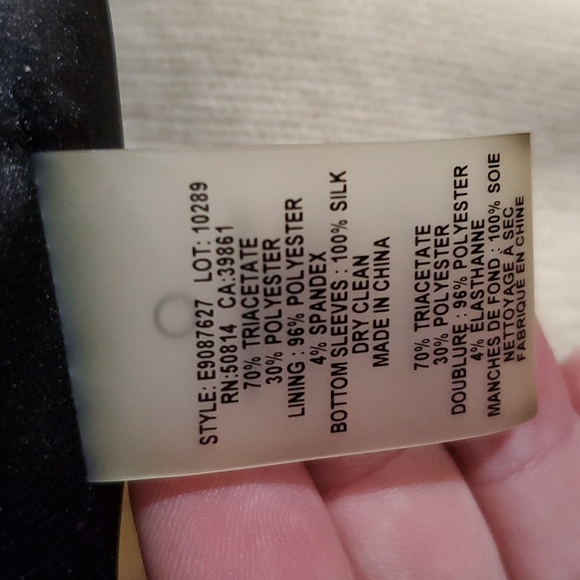 STYLE: E9087627 LOT: 10289
RN:50814 CA:39861
70% TRIACETATE
30% POLYESTER
LINING : 96% POLYESTER
4% SPANDEX
BOTTOM SLEEVES : 100% SILK
DRY CLEAN
MADE IN CHINA
70% TRIACETATE
30% POLYESTER
DOUBLURE : 96% POLYESTER
4% ELASTHANNE
MANCHES DE FOND : 100% SOIE
NETTOYAGE A SEC
FABRIQUE EN CHINE